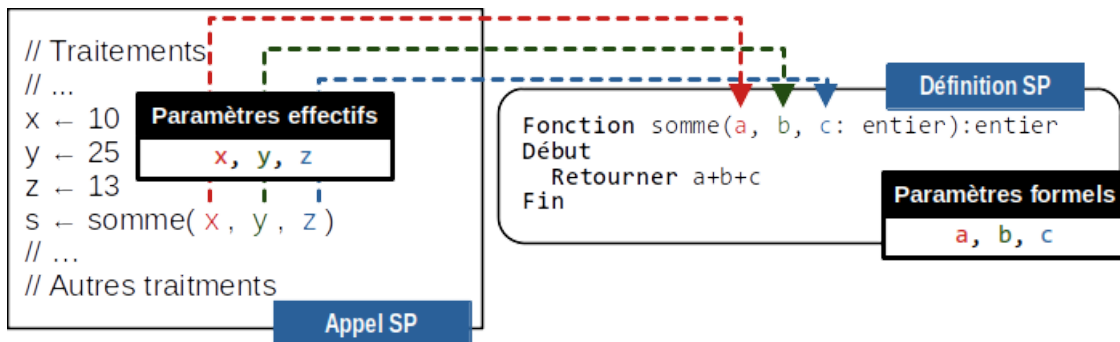 // Traitements
// ...
x ← 10
y ← 25
z ← 13
s ← somme( x , y , z )
// ...
// Autres traitments
Paramètres effectifs
x, y, z
Appel SP
Définition SP
Fonction somme(a, b, c: entier):entier
Début
Retourner a+b+c
Fin
Paramètres formels
a, b, c